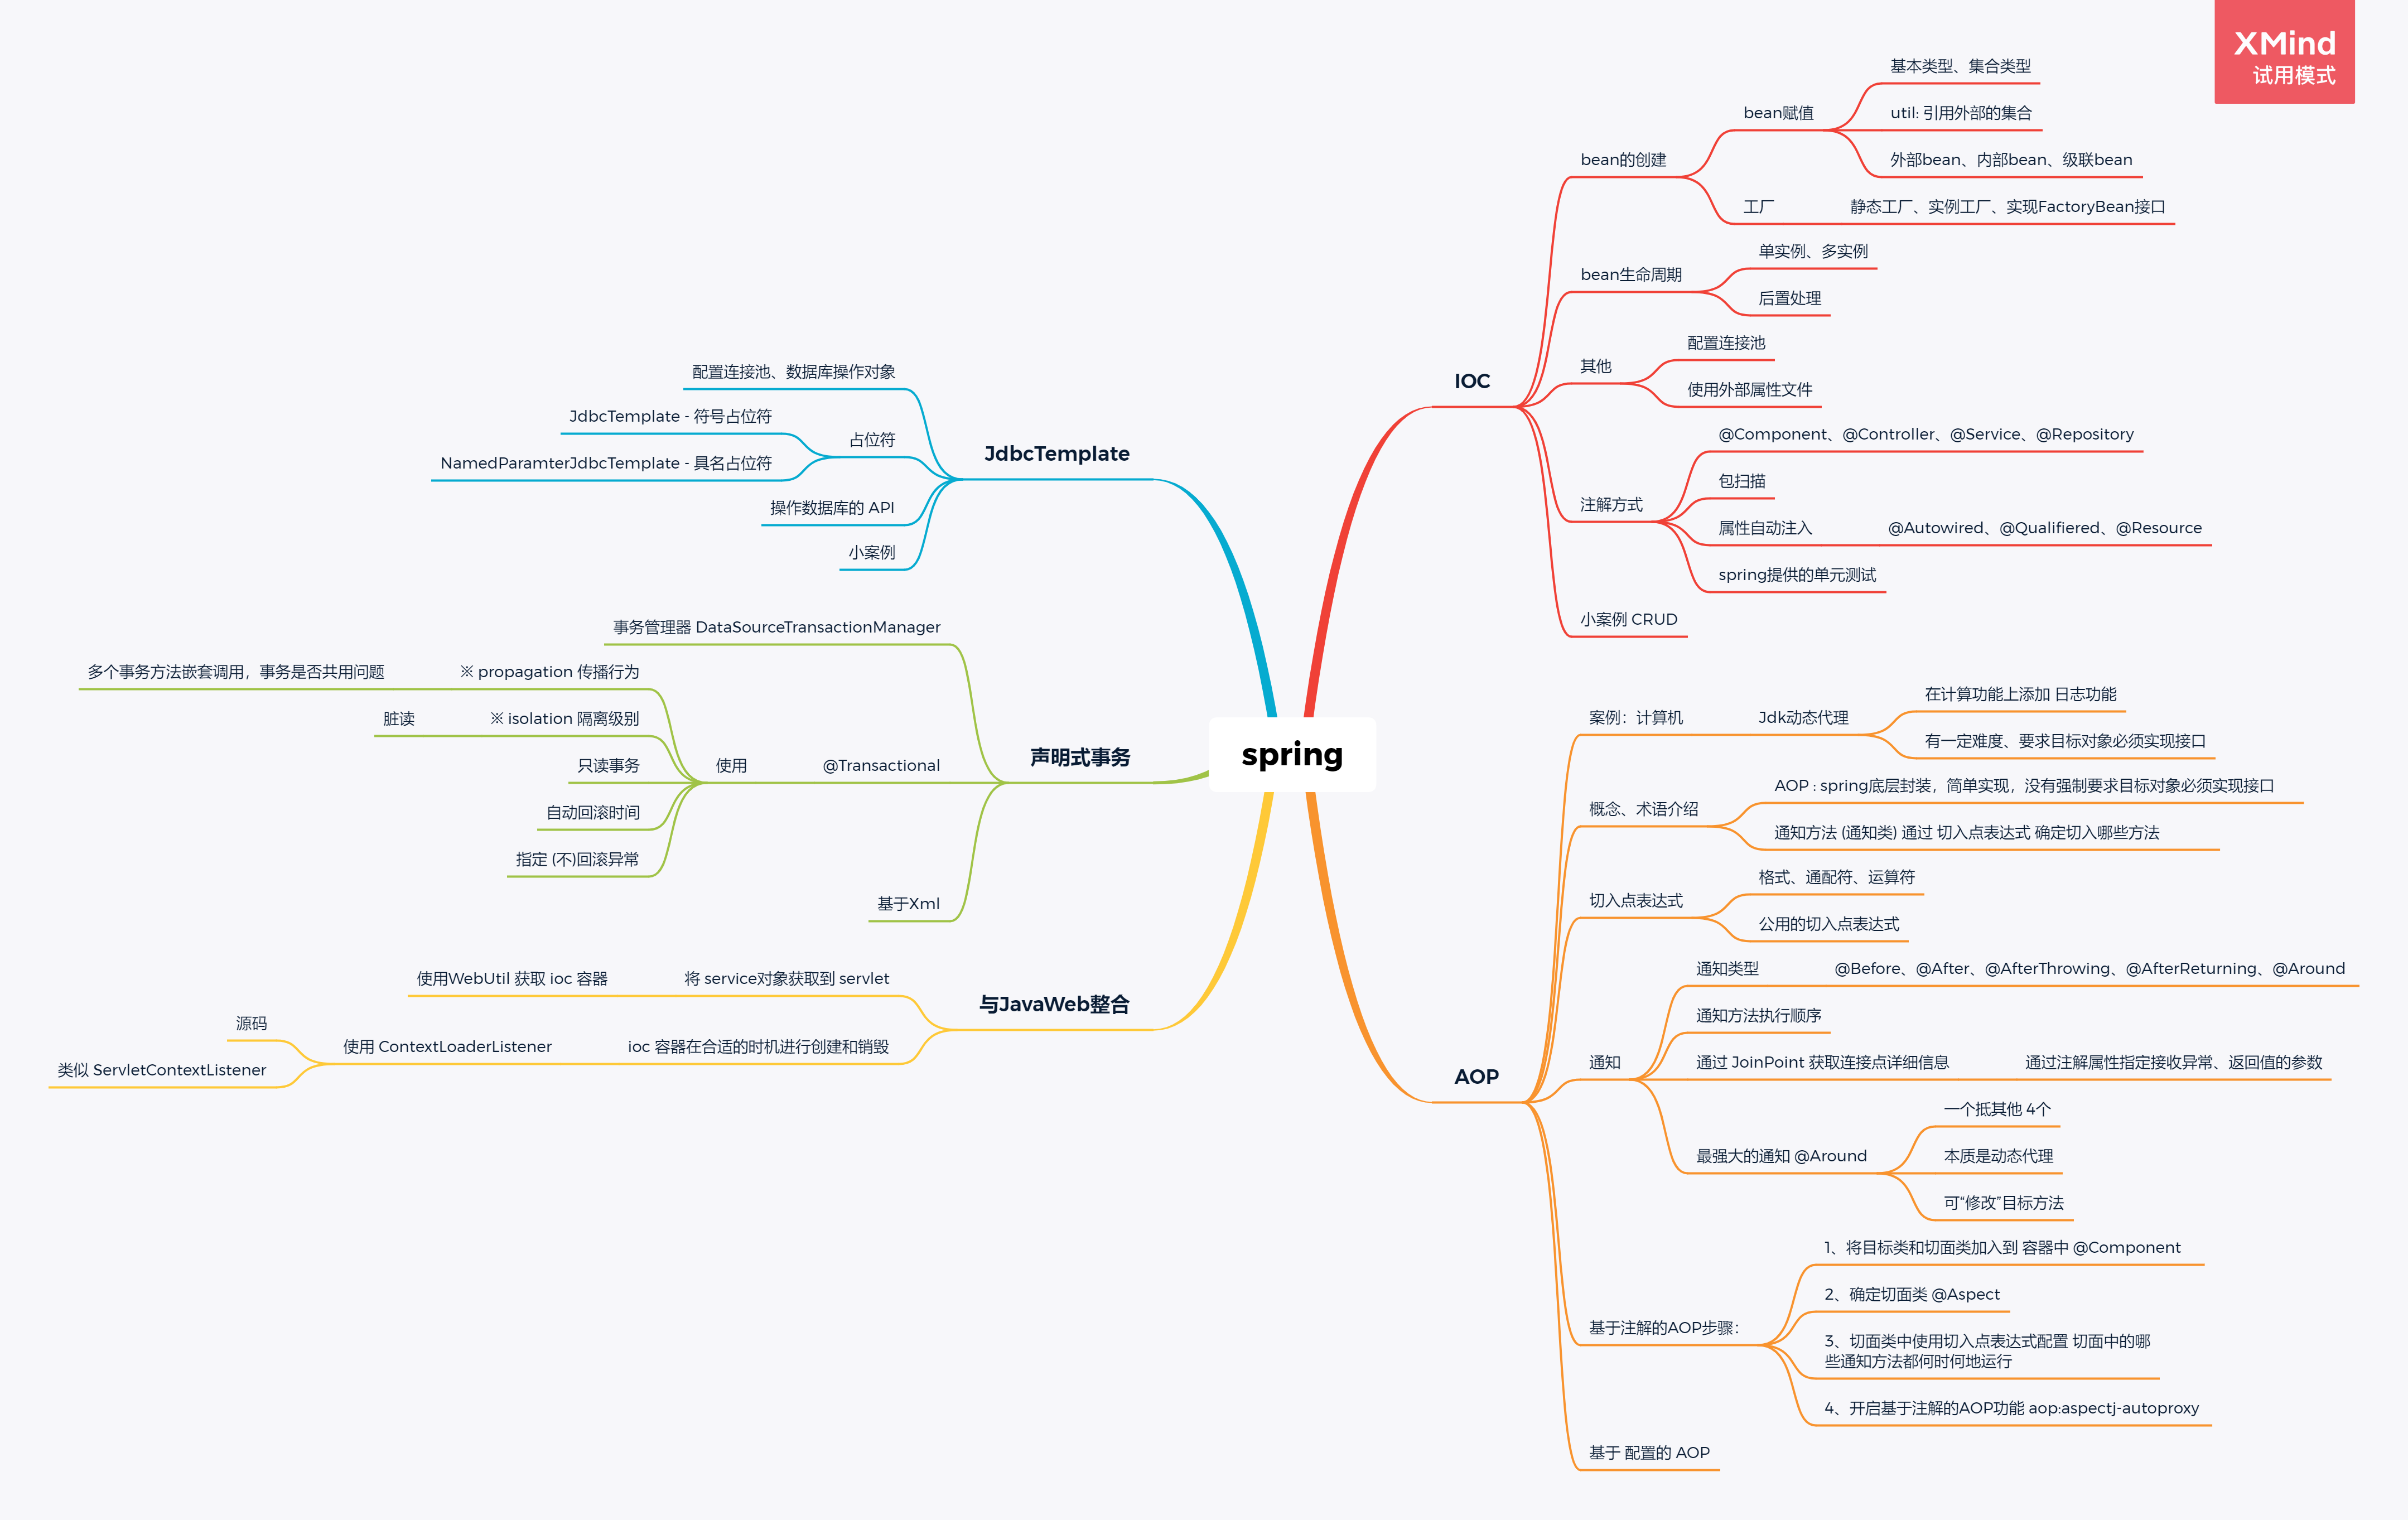 XMind
试用模式
spring
IOC
bean的创建
bean赋值
基本类型、集合类型
util: 引用外部的集合
外部bean、内部bean、级联bean
工厂
静态工厂、实例工厂、实现FactoryBean接口
bean生命周期
单实例、多实例
后置处理
其他
配置连接池
使用外部属性文件
注解方式
@Component、@Controller、@Service、@Repository
包扫描
属性自动注入
@Autowired、@Qualifiered、@Resource
spring提供的单元测试
小案例 CRUD
AOP
案例：计算机
Jdk动态代理
在计算功能上添加 日志功能
有一定难度、要求目标对象必须实现接口
概念、术语介绍
AOP : spring底层封装，简单实现，没有强制要求目标对象必须实现接口
通知方法 (通知类) 通过 切入点表达式 确定切入哪些方法
切入点表达式
格式、通配符、运算符
公用的切入点表达式
通知
通知类型
@Before、@After、@AfterThrowing、@AfterReturning、@Around
通知方法执行顺序
通过 JoinPoint 获取连接点详细信息
通过注解属性指定接收异常、返回值的参数
最强大的通知 @Around
一个抵其他 4个
本质是动态代理
可“修改”目标方法
基于注解的AOP步骤：
1、将目标类和切面类加入到 容器中 @Component
2、确定切面类 @Aspect
3、切面类中使用切入点表达式配置 切面中的哪
些通知方法都何时何地运行
4、开启基于注解的AOP功能 aop:aspectj-autoproxy
基于 配置的 AOP
JdbcTemplate
配置连接池、数据库操作对象
占位符
JdbcTemplate - 符号占位符
NamedParamterJdbcTemplate - 具名占位符
操作数据库的 API
小案例
声明式事务
事务管理器 DataSourceTransactionManager
@Transactional
使用
※ propagation 传播行为
多个事务方法嵌套调用，事务是否共用问题
※ isolation 隔离级别
脏读
只读事务
自动回滚时间
指定 (不)回滚异常
基于Xml
与JavaWeb整合
将 service对象获取到 servlet
使用WebUtil 获取 ioc 容器
ioc 容器在合适的时机进行创建和销毁
使用 ContextLoaderListener
源码
类似 ServletContextListener